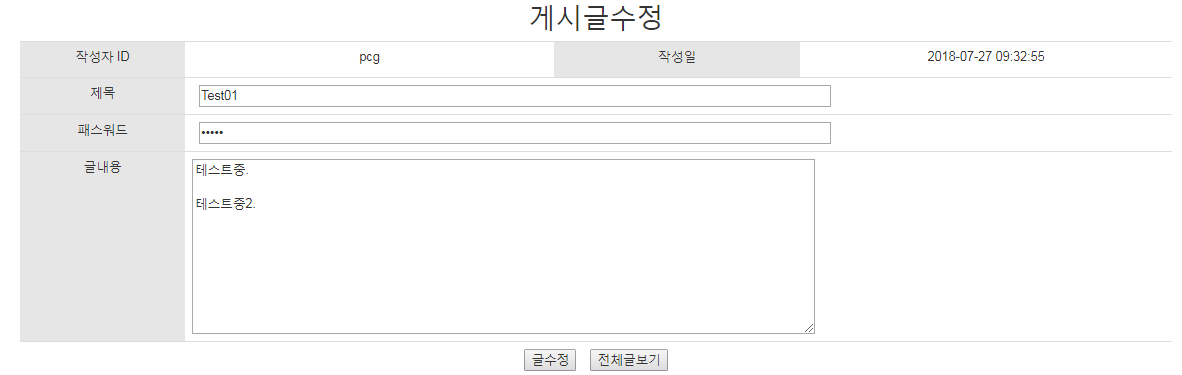 게시글수정
작성자 ID pcg 작성일 2018-07-27 09:32:55
제목 Test01
패스워드 •••••
글내용 테스트중.
테스트중2.
글수정 전체글보기